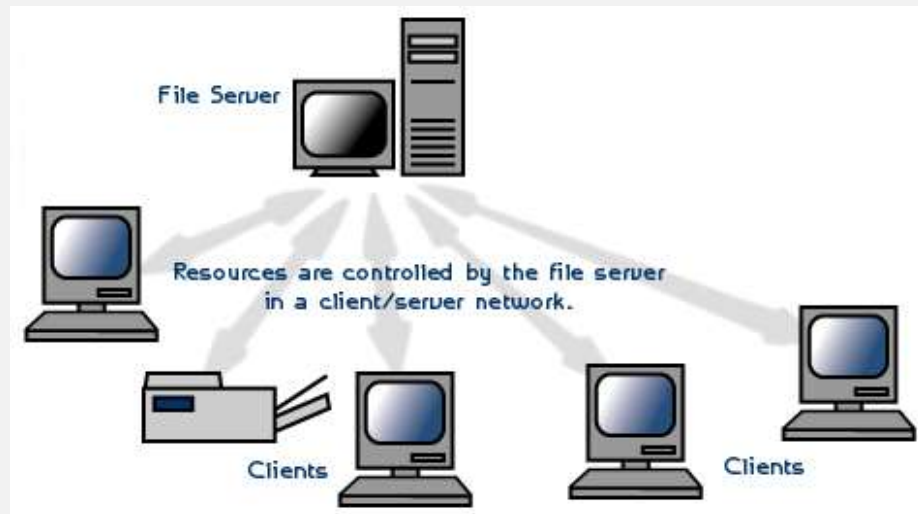 File Server
Resources are controlled by the file server
in a client/server network.
Clients
Clients